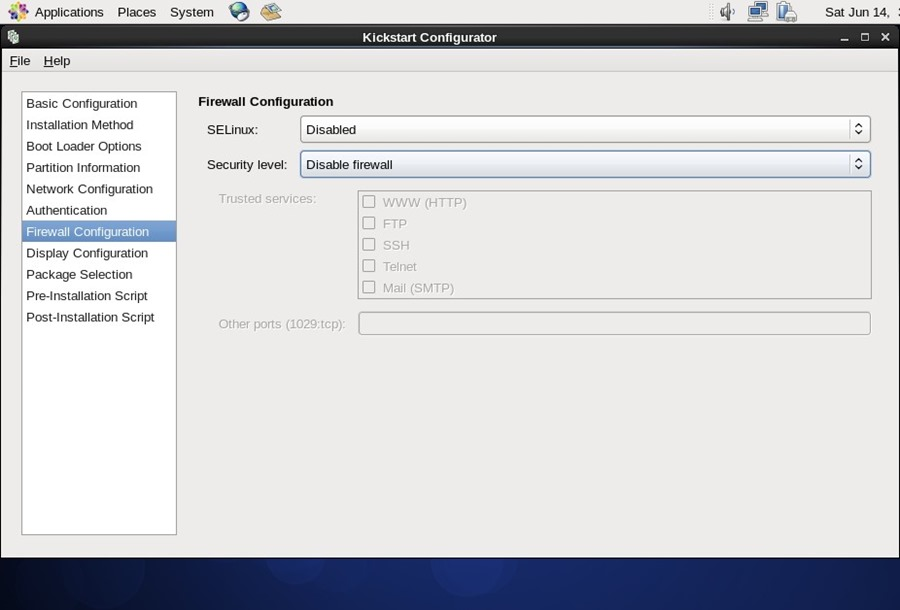 Applications Places System Sat Jun 14,
Kickstart Configurator
File Help
Basic Configuration
Installation Method
Boot Loader Options
Partition Information
Network Configuration
Authentication
Firewall Configuration
Display Configuration
Package Selection
Pre-Installation Script
Post-Installation Script
Firewall Configuration
SELinux: Disabled
Security level: Disable firewall
Trusted services:
WWW (HTTP)
FTP
SSH
Telnet
Mail (SMTP)
Other ports (1029:tcp):